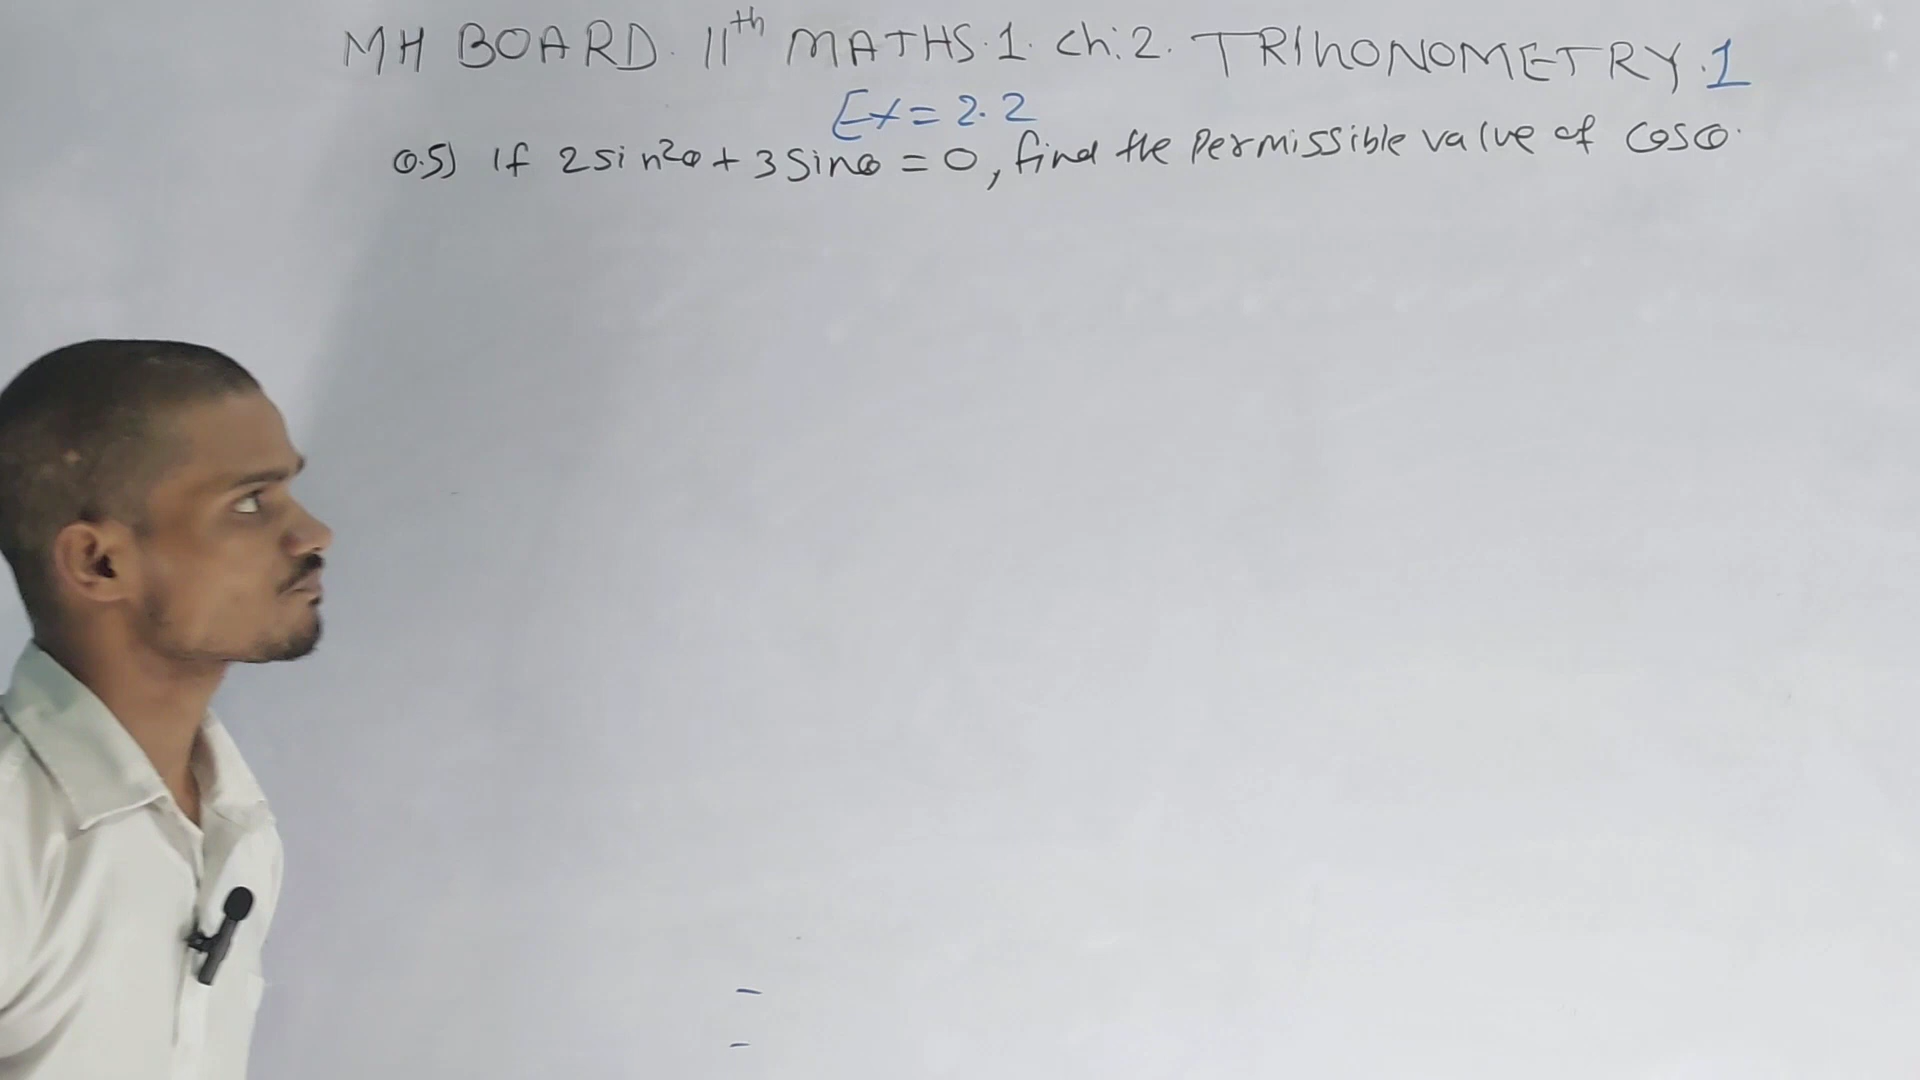 MH BOARD. 11th MATHS.1. Ch:2. TRIGONOMETRY.1
Ex = 2.2
Q.5) If 2sin²θ + 3sinθ = 0, find the permissible value of cosθ.